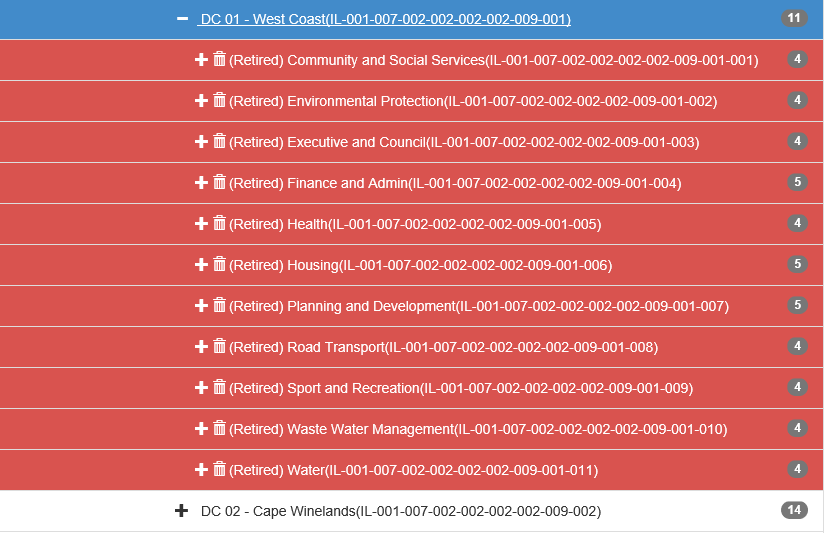 DC 01 - West Coast(IL-001-007-002-002-002-002-009-001) 11
(Retired) Community and Social Services(IL-001-007-002-002-002-002-009-001-001) 4
(Retired) Environmental Protection(IL-001-007-002-002-002-002-009-001-002) 4
(Retired) Executive and Council(IL-001-007-002-002-002-002-009-001-003) 4
(Retired) Finance and Admin(IL-001-007-002-002-002-002-009-001-004) 5
(Retired) Health(IL-001-007-002-002-002-002-009-001-005) 4
(Retired) Housing(IL-001-007-002-002-002-002-009-001-006) 5
(Retired) Planning and Development(IL-001-007-002-002-002-002-009-001-007) 5
(Retired) Road Transport(IL-001-007-002-002-002-002-009-001-008) 4
(Retired) Sport and Recreation(IL-001-007-002-002-002-002-009-001-009) 4
(Retired) Waste Water Management(IL-001-007-002-002-002-002-009-001-010) 4
(Retired) Water(IL-001-007-002-002-002-002-009-001-011) 4
DC 02 - Cape Winelands(IL-001-007-002-002-002-002-009-002) 14